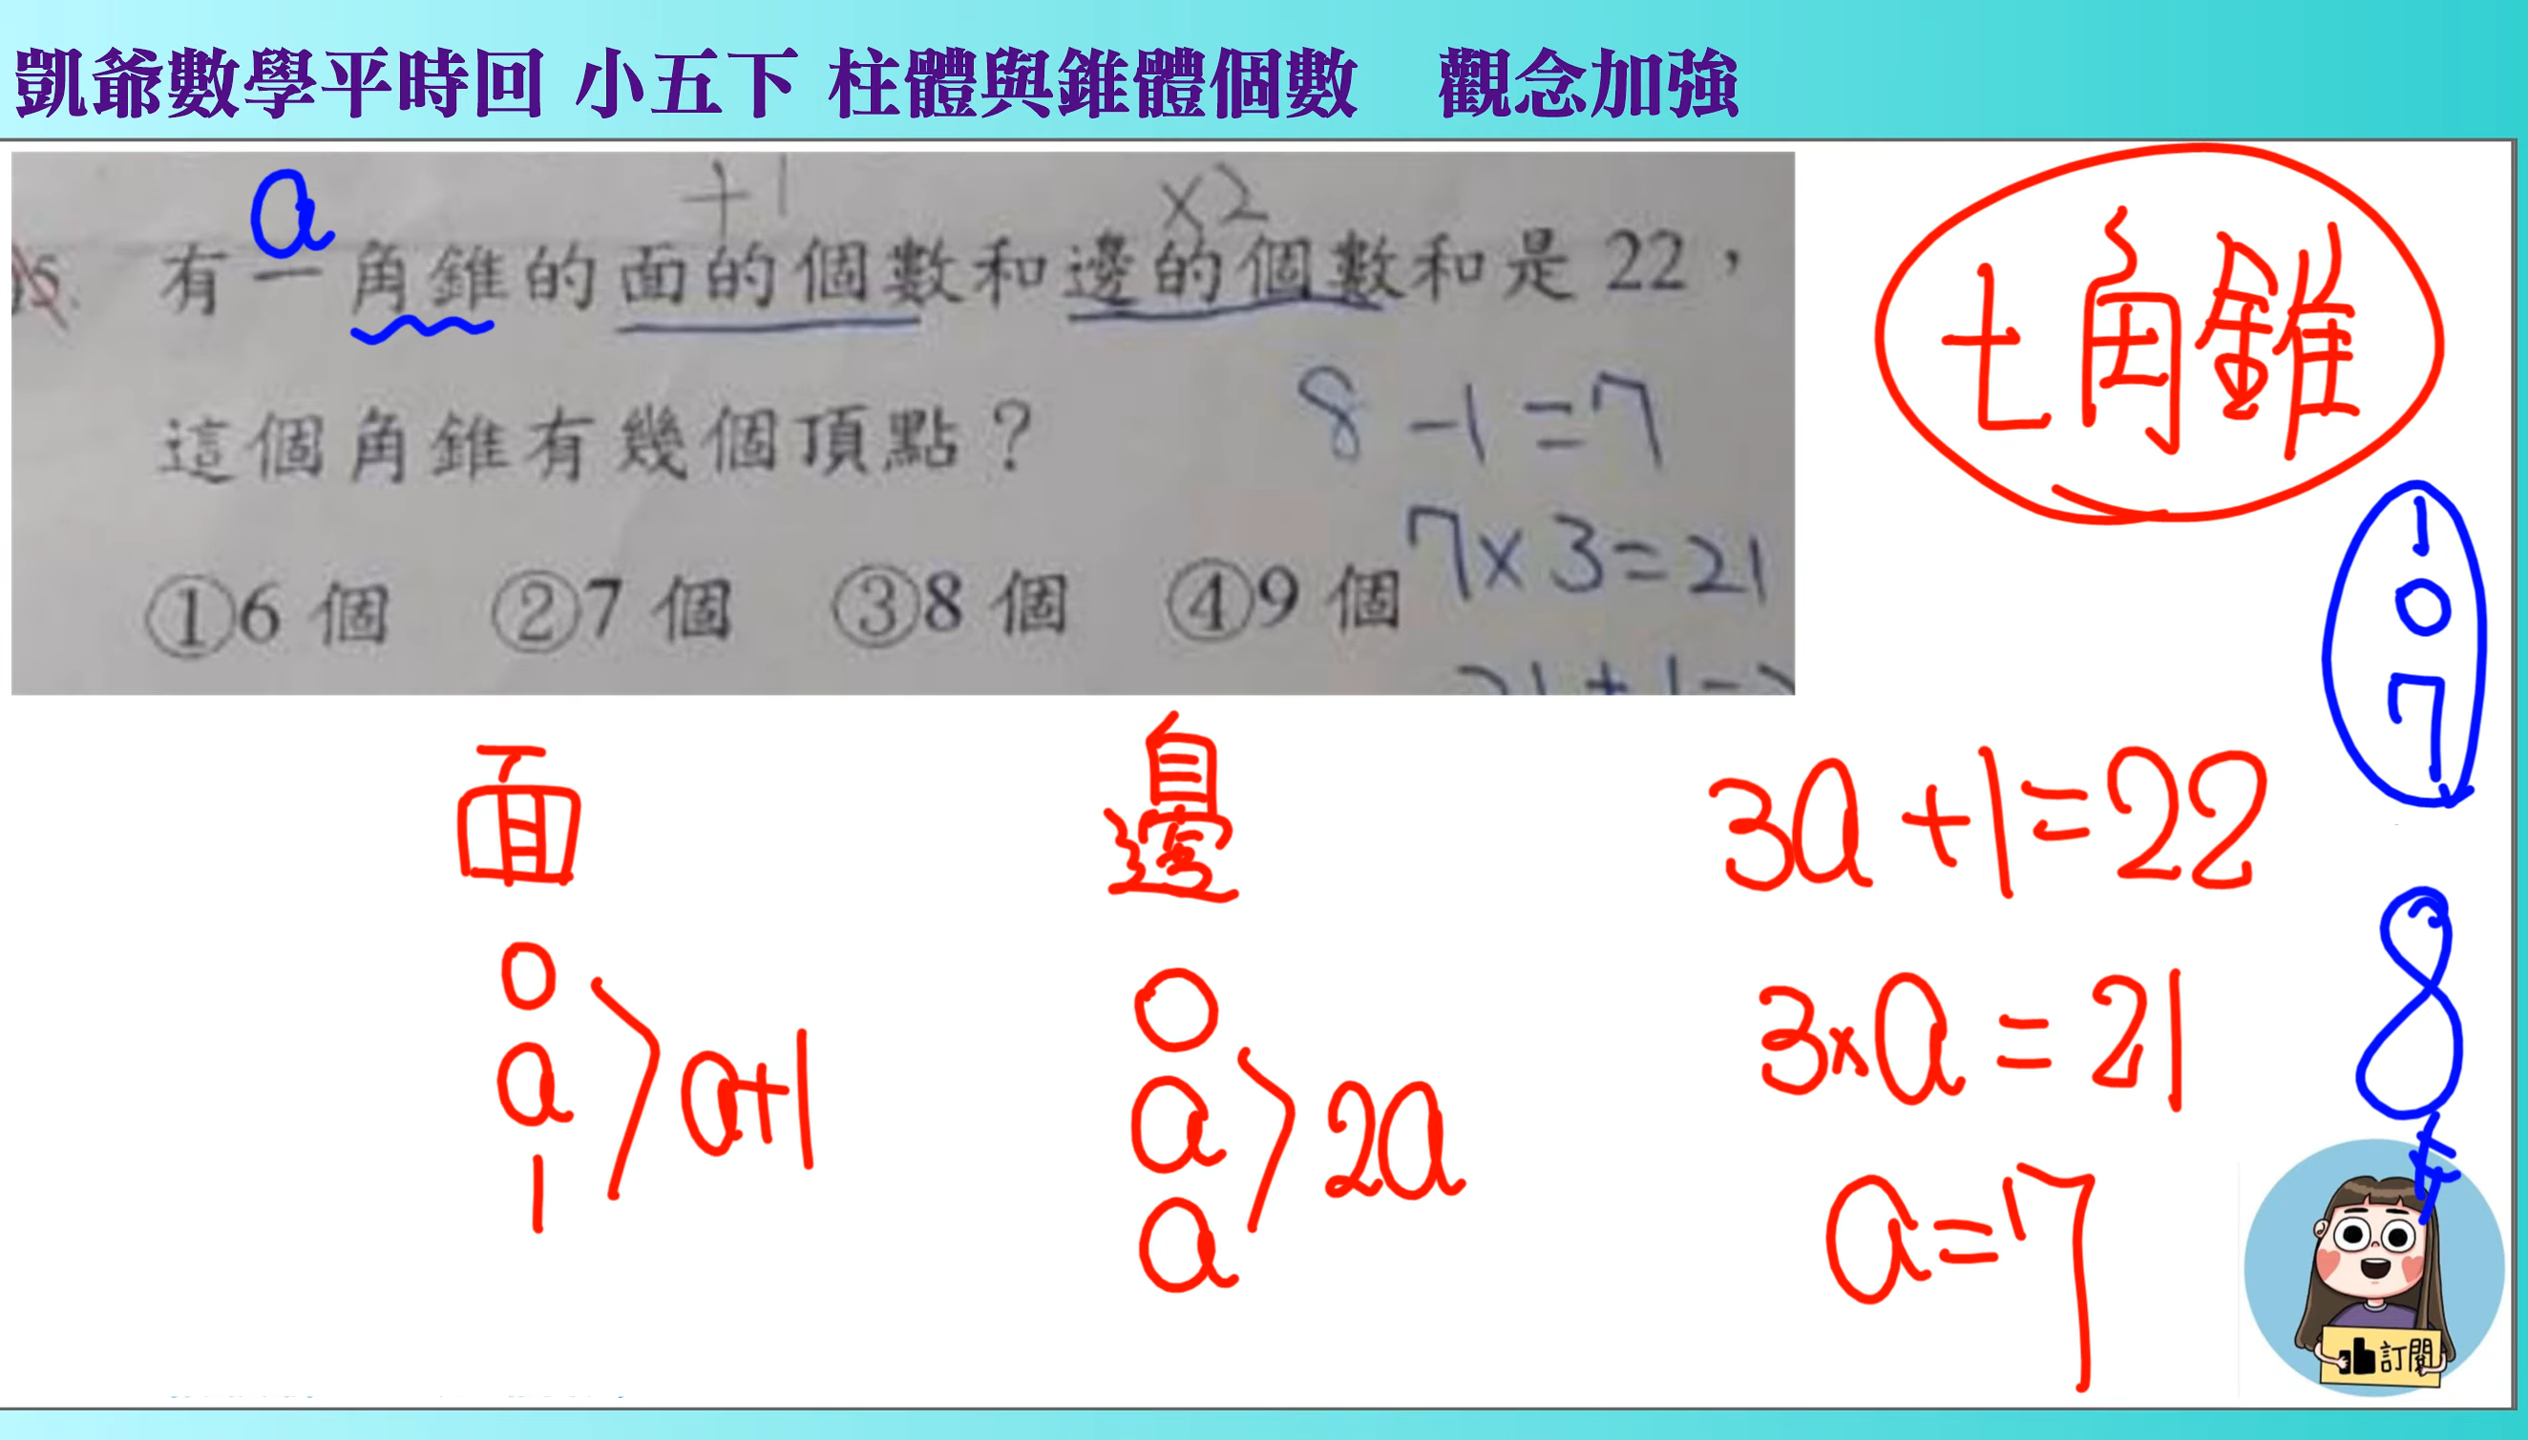 凱爺數學平時回 小五下 柱體與錐體個數 觀念加強
+1 ×2
a
15. 有一角錐的面的個數和邊的個數和是22，
這個角錐有幾個頂點？
8-1=7
7×3=21
①6個 ②7個 ③8個 ④9個
七角錐
1
0
7
面
0
a
1
a+1
邊
0
a
a
2a
3a+1=22
3×a=21
a=7
8
個
訂閱